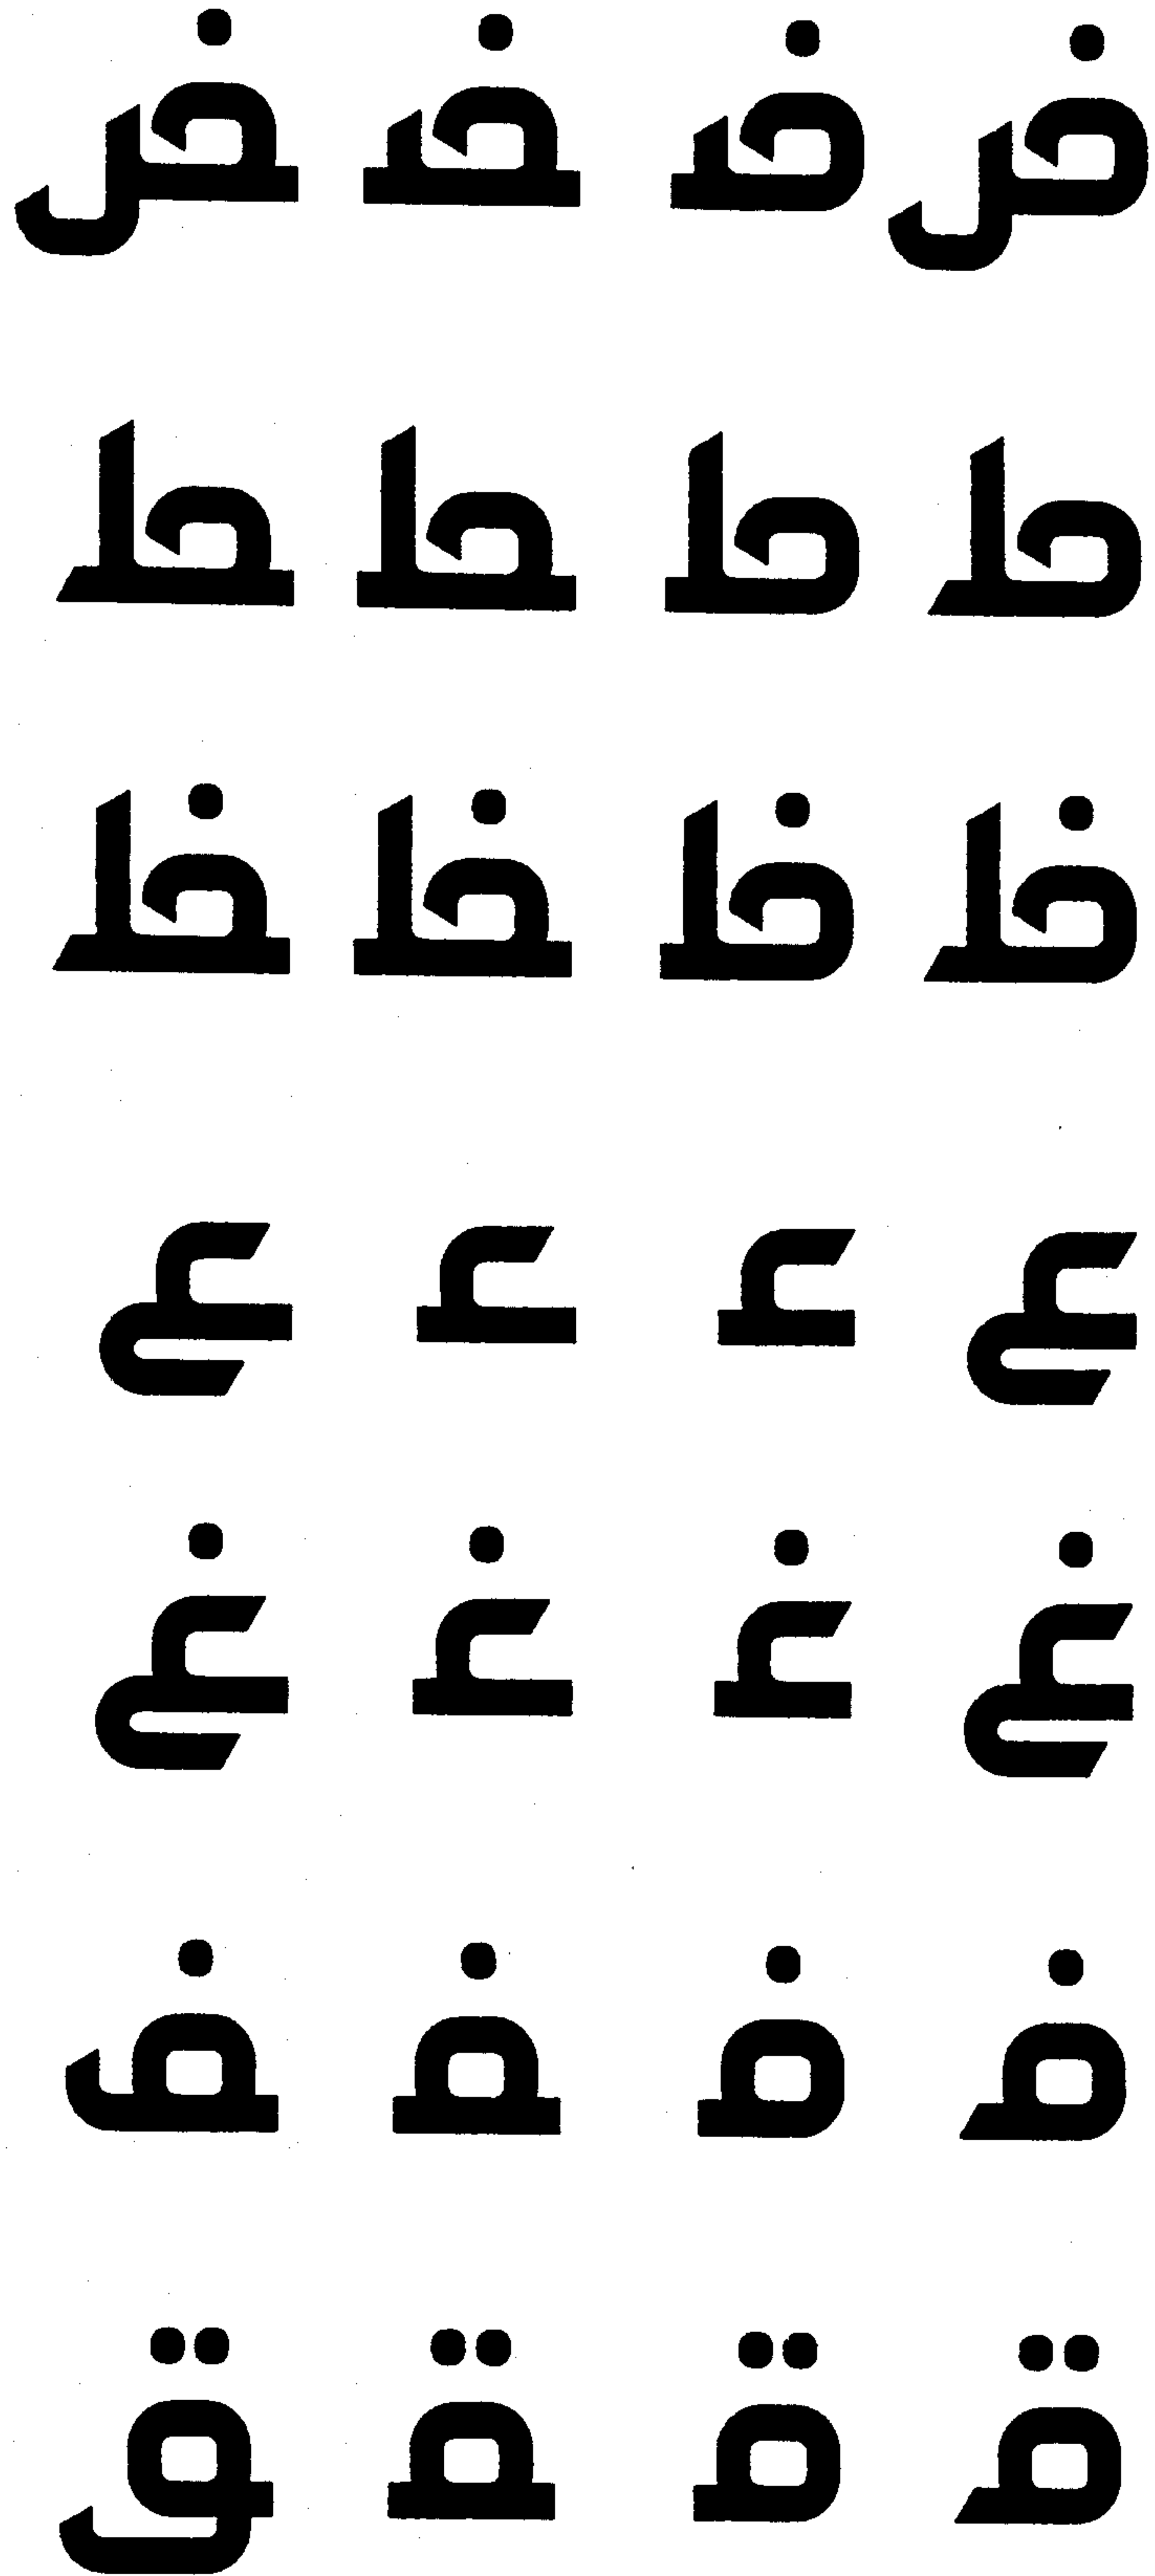 ض ضـ ـضـ ـض
ط طـ ـطـ ـط
ظ ظـ ـظـ ـظ
ع عـ ـعـ ـع
غ غـ ـغـ ـغ
ف فـ ـفـ ـف
ق قـ ـقـ ـق